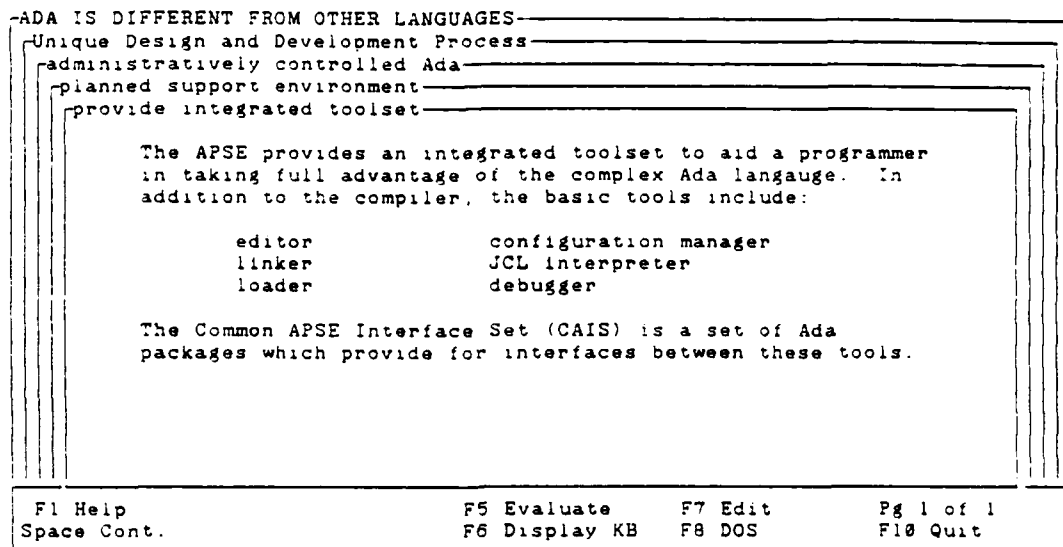 ADA IS DIFFERENT FROM OTHER LANGUAGES
Unique Design and Development Process
administratively controlled Ada
planned support environment
provide integrated toolset
The APSE provides an integrated toolset to aid a programmer
in taking full advantage of the complex Ada langauge. In
addition to the compiler, the basic tools include:
editor configuration manager
linker JCL interpreter
loader debugger
The Common APSE Interface Set (CAIS) is a set of Ada
packages which provide for interfaces between these tools.
F1 Help F5 Evaluate F7 Edit Pg 1 of 1
Space Cont. F6 Display KB F8 DOS F10 Quit